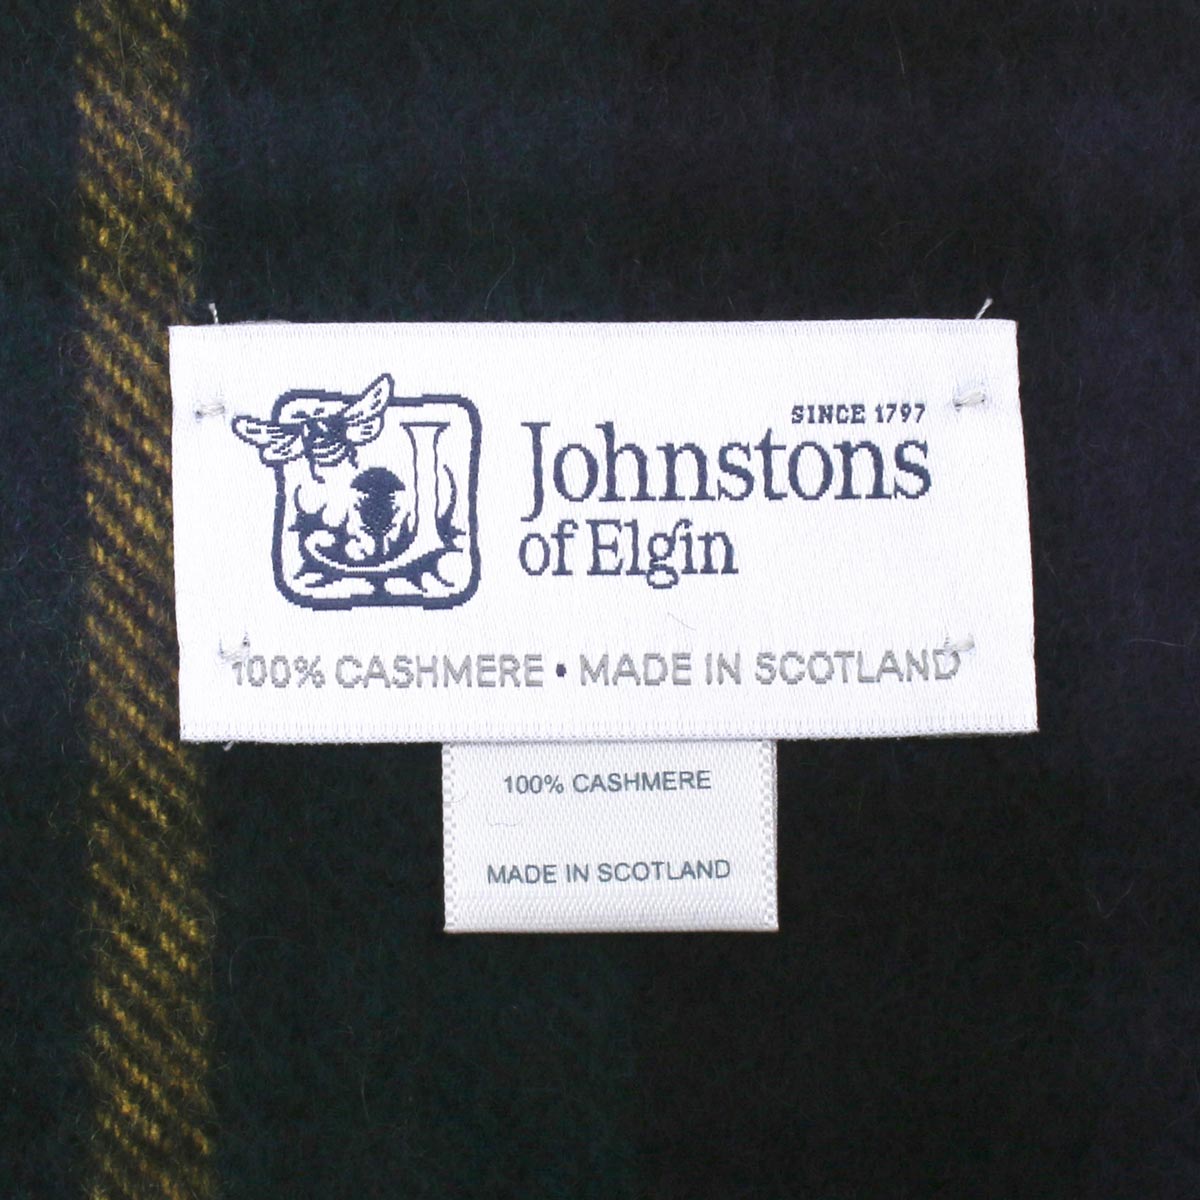 SINCE 1797
Johnstons
of Elgin
100% CASHMERE • MADE IN SCOTLAND
100% CASHMERE
MADE IN SCOTLAND